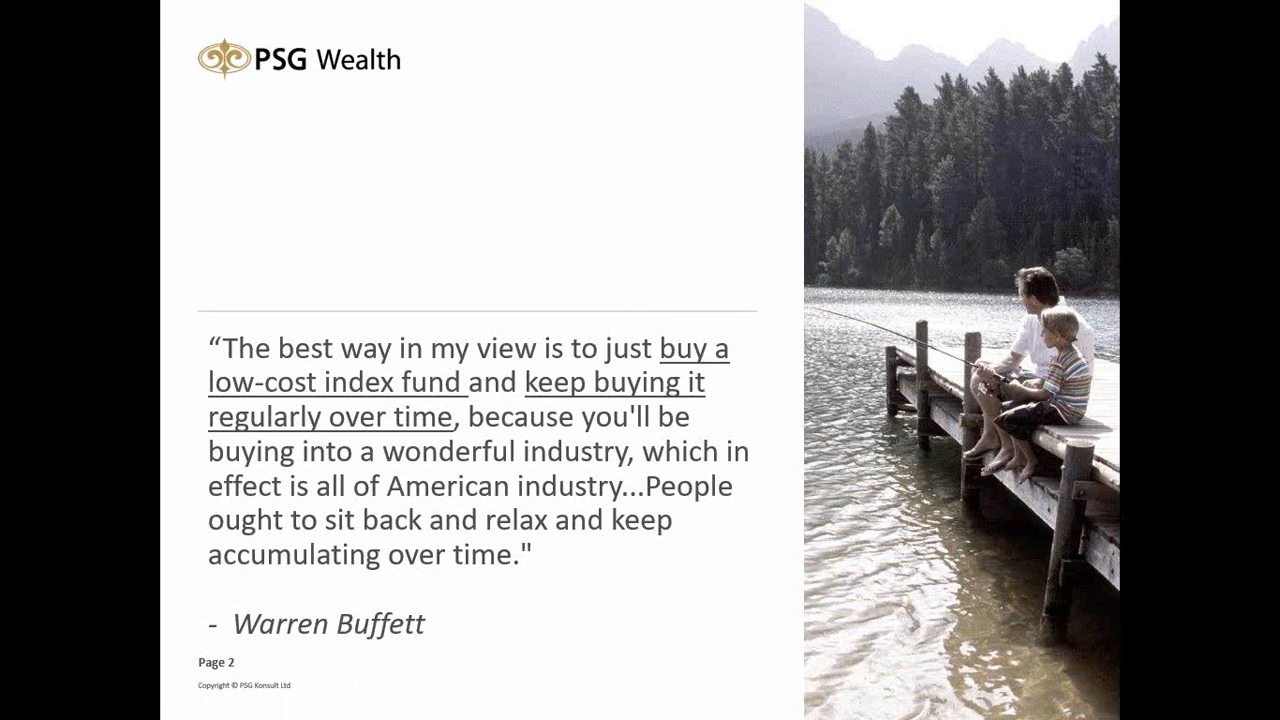 PSG Wealth
“The best way in my view is to just buy a
low-cost index fund and keep buying it
regularly over time, because you'll be
buying into a wonderful industry, which in
effect is all of American industry...People
ought to sit back and relax and keep
accumulating over time."
- Warren Buffett
Page 2
Copyright © PSG Konsult Ltd